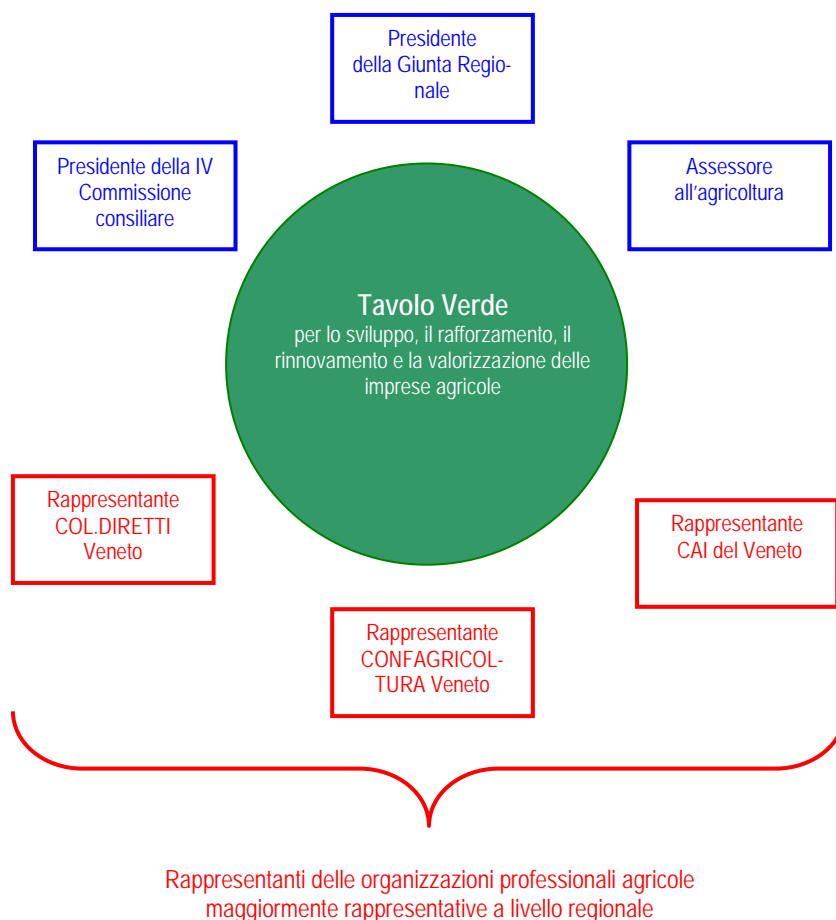 Presidente
della Giunta Regio-
nale
Presidente della IV
Commissione
consiliare
Assessore
all'agricoltura
Tavolo Verde
per lo sviluppo, il rafforzamento, il
rinnovamento e la valorizzazione delle
imprese agricole
Rappresentante
COL.DIRETTI
Veneto
Rappresentante
CAI del Veneto
Rappresentante
CONFAGRICOL-
TURA Veneto
Rappresentanti delle organizzazioni professionali agricole
maggiormente rappresentative a livello regionale